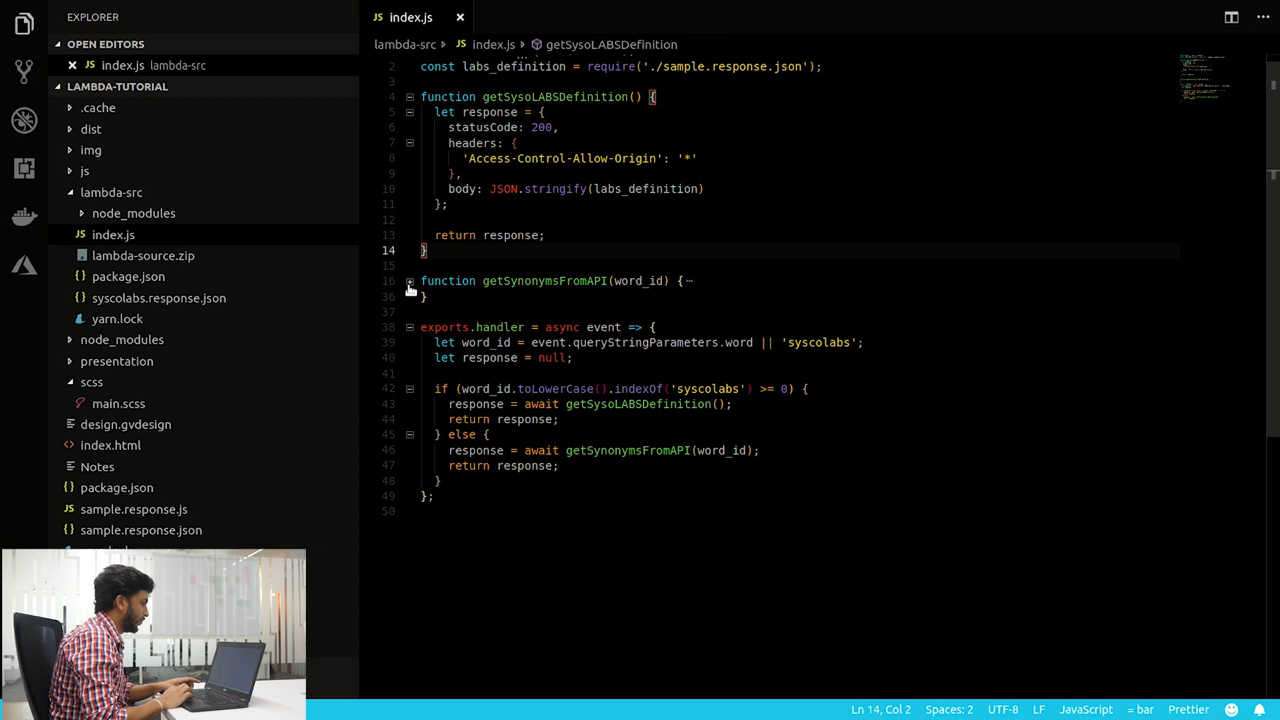 EXPLORER
OPEN EDITORS
JS index.js
index.js lambda-src
LAMBDA-TUTORIAL
.cache
dist
img
js
lambda-src
node_modules
JS index.js
lambda-source.zip
{} package.json
{} syscolabs.response.json
yarn.lock
node_modules
presentation
scss
main.scss
design.gvdesign
<> index.html
Notes
{} package.json
JS sample.response.js
{} sample.response.json
lambda-src JS index.js getSysoLABSDefinition
2 const labs_definition = require('./sample.response.json');
3
4 function getSysoLABSDefinition() {
5 let response = {
6 statusCode: 200,
7 headers: {
8 'Access-Control-Allow-Origin': '*'
9 },
10 body: JSON.stringify(labs_definition)
11 };
12
13 return response;
14 }
15
16 function getSynonymsFromAPI(word_id) {
36 }
37
38 exports.handler = async event => {
39 let word_id = event.queryStringParameters.word || 'syscolabs';
40 let response = null;
41
42 if (word_id.toLowerCase().indexOf('syscolabs') >= 0) {
43 response = await getSysoLABSDefinition();
44 return response;
45 } else {
46 response = await getSynonymsFromAPI(word_id);
47 return response;
48 }
49 };
50
Ln 14, Col 2 Spaces: 2 UTF-8 LF JavaScript = bar Prettier